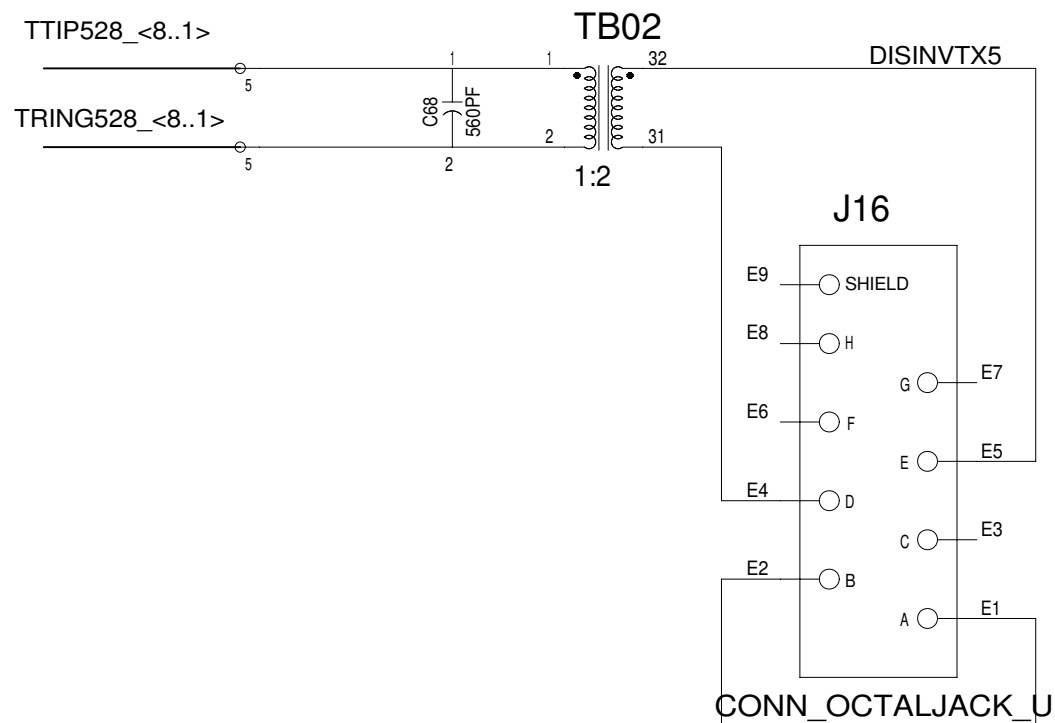 TTIP528_<8..1>
TB02
DISINVTX5
1
1
32
5
C68
560PF
TRING528_<8..1>
5
2
2
31
1:2
J16
E9
SHIELD
E8
H
G
E7
E6
F
E
E5
E4
D
C
E3
E2
B
A
E1
CONN_OCTALJACK_U